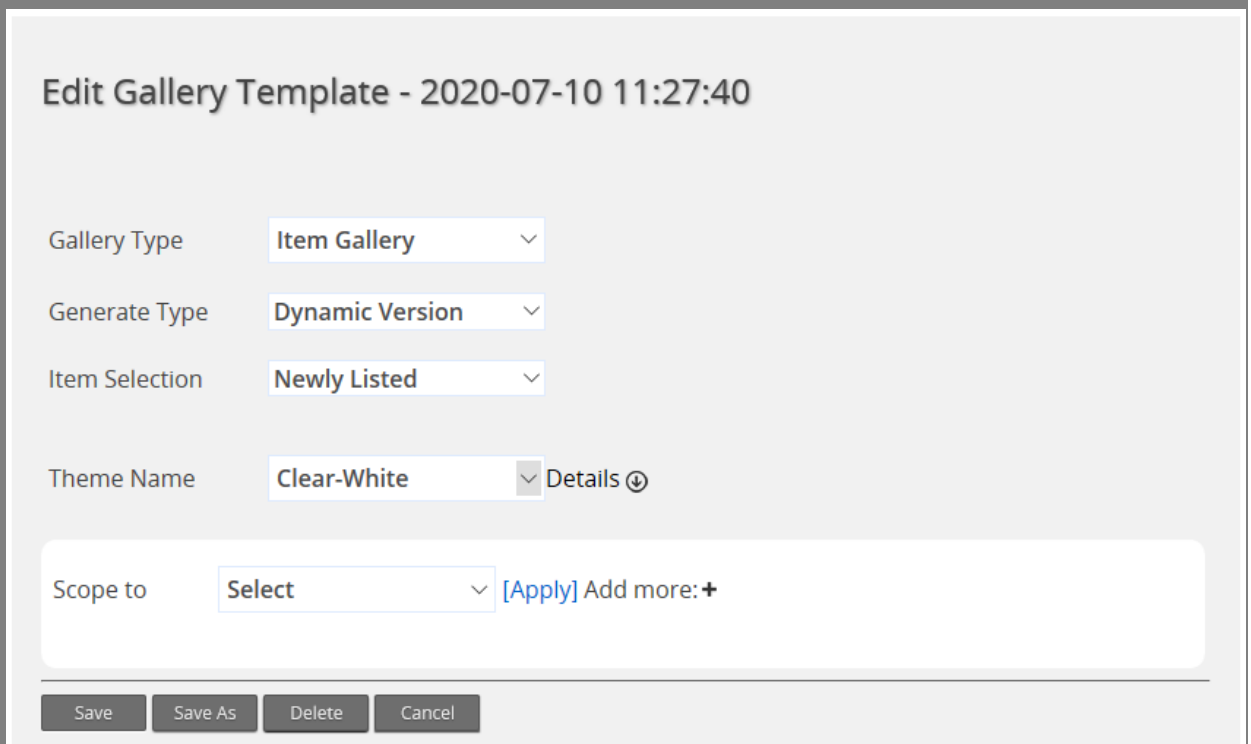 Edit Gallery Template - 2020-07-10 11:27:40
Gallery Type Item Gallery
Generate Type Dynamic Version
Item Selection Newly Listed
Theme Name Clear-White Details
Scope to Select [Apply] Add more: +
Save Save As Delete Cancel